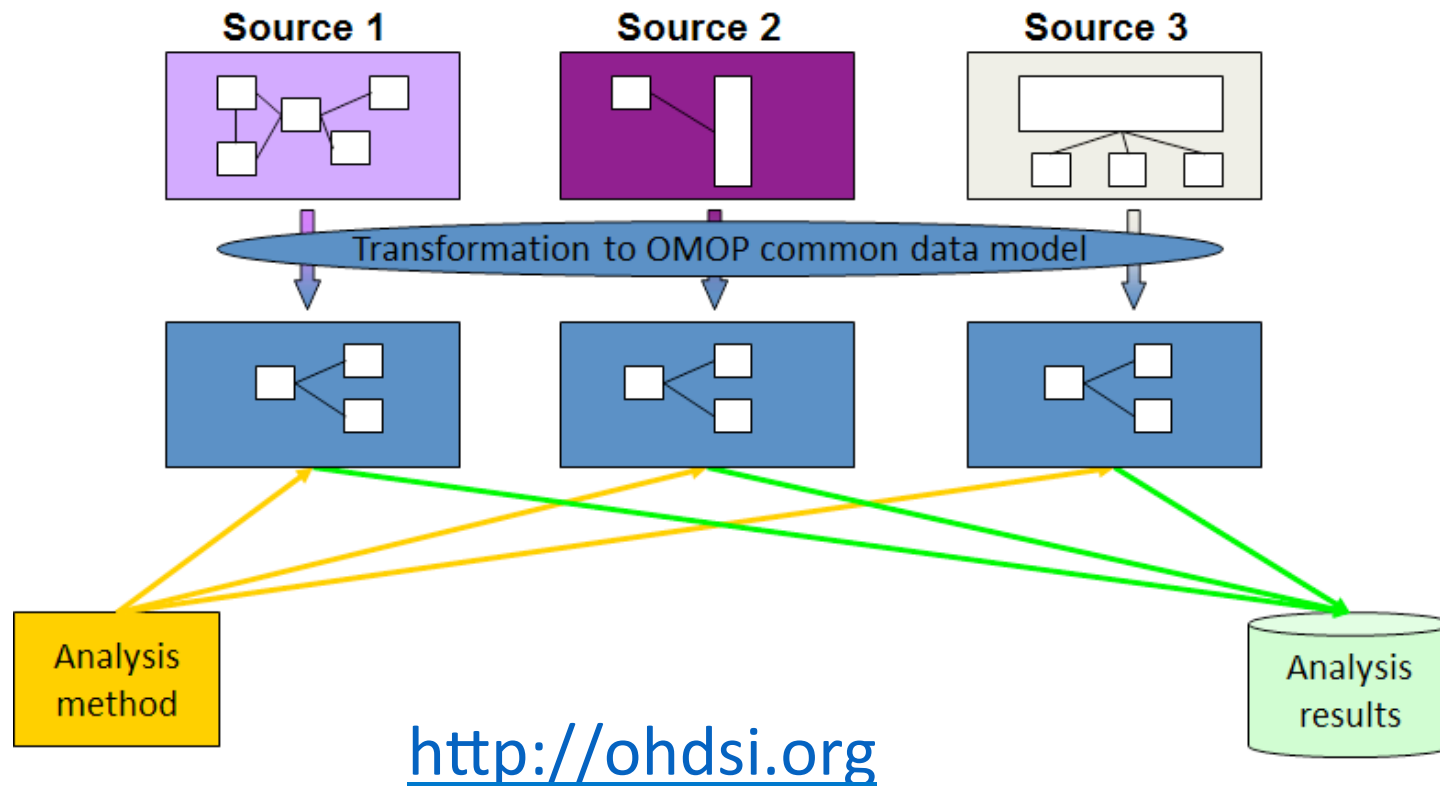 Source 1
Source 2
Source 3
Transformation to OMOP common data model
Analysis
method
Analysis
results
http://ohdsi.org